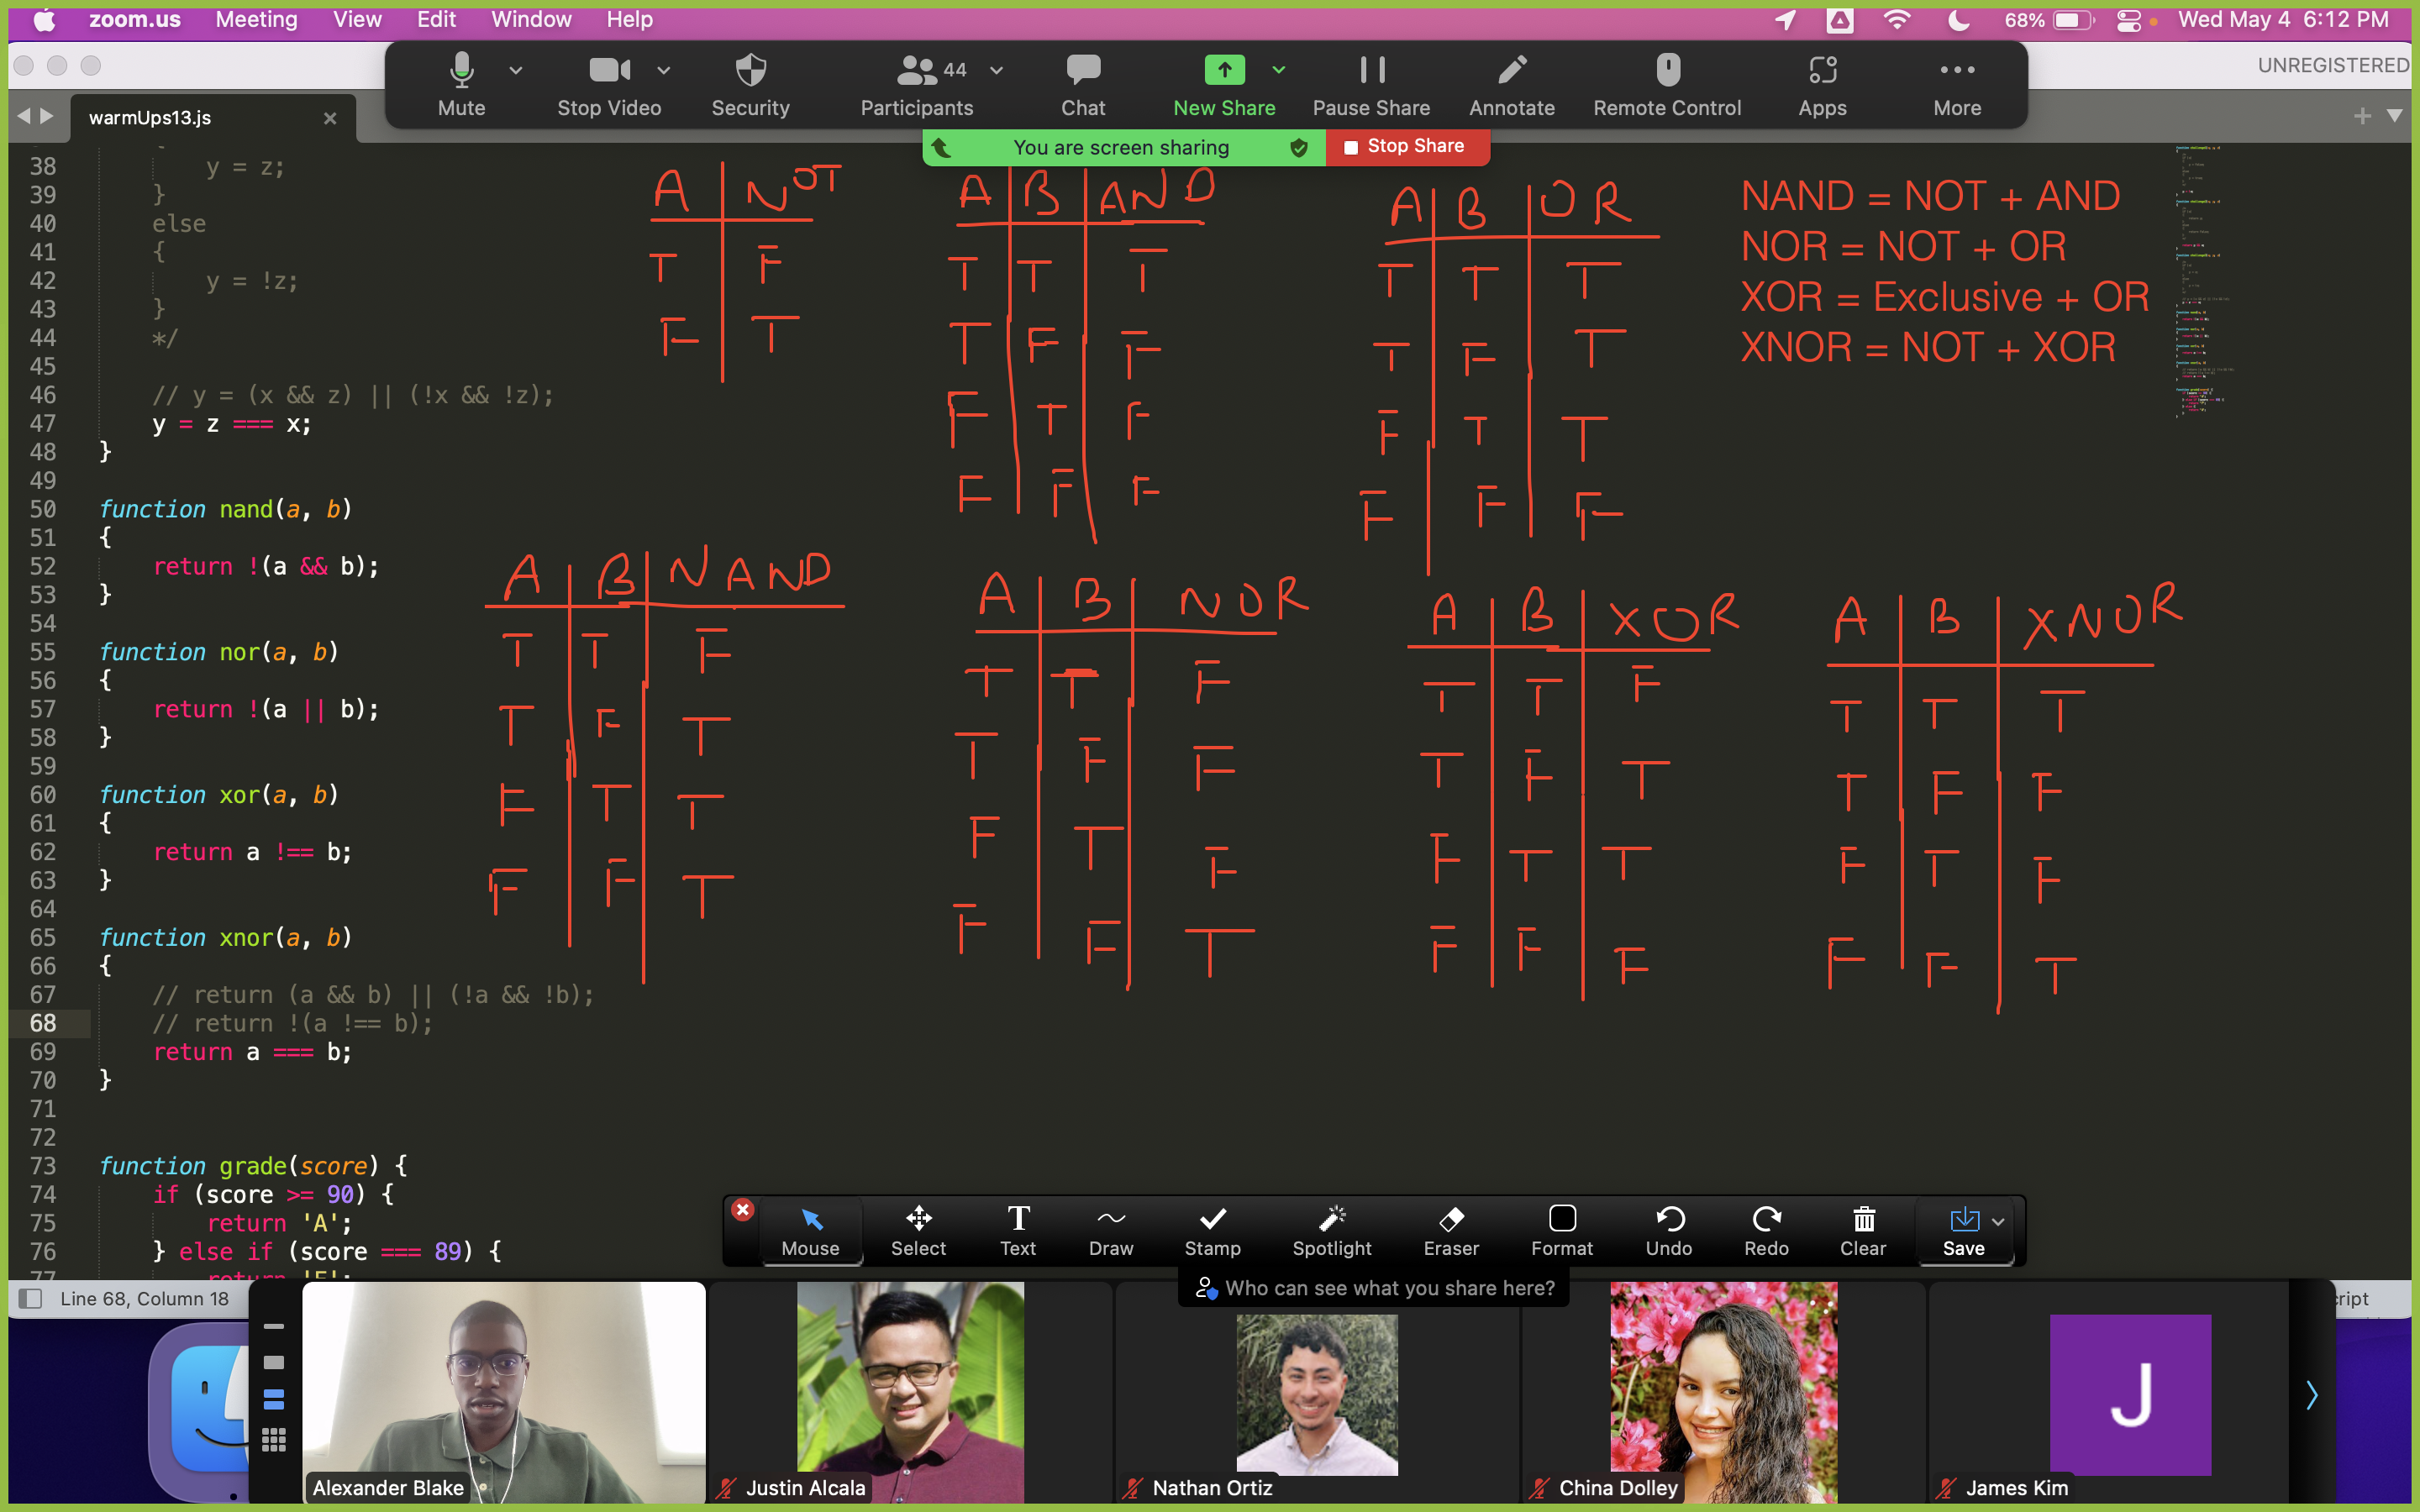 zoom.us Meeting View Edit Window Help 68% Wed May 4 6:12 PM
Mute Stop Video Security Participants 44 Chat New Share Pause Share Annotate Remote Control Apps More
UNREGISTERED
You are screen sharing Stop Share
warmUps13.js
38 y = z;
39 }
40 else
41 {
42 y = !z;
43 }
44 */
45
46 // y = (x && z) || (!x && !z);
47 y = z === x;
48 }
49
50 function nand(a, b)
51 {
52 return !(a && b);
53 }
54
55 function nor(a, b)
56 {
57 return !(a || b);
58 }
59
60 function xor(a, b)
61 {
62 return a !== b;
63 }
64
65 function xnor(a, b)
66 {
67 // return (a && b) || (!a && !b);
68 // return !(a !== b);
69 return a === b;
70 }
71
72
73 function grade(score) {
74 if (score >= 90) {
75 return 'A';
76 } else if (score === 89) {
A NOT
T F
F T
A B AND
T T T
T F F
F T F
F F F
A B OR
T T T
T F T
F T T
F F F
NAND = NOT + AND
NOR = NOT + OR
XOR = Exclusive + OR
XNOR = NOT + XOR
A B NAND
T T F
T F T
F T T
F F T
A B NOR
T T F
T F F
F T F
F F T
A B XOR
T T F
T F T
F T T
F F F
A B XNOR
T T T
T F F
F T F
F F T
Mouse Select Text Draw Stamp Spotlight Eraser Format Undo Redo Clear Save
Who can see what you share here?
Line 68, Column 18
cript
Alexander Blake
Justin Alcala
Nathan Ortiz
China Dolley
J
James Kim